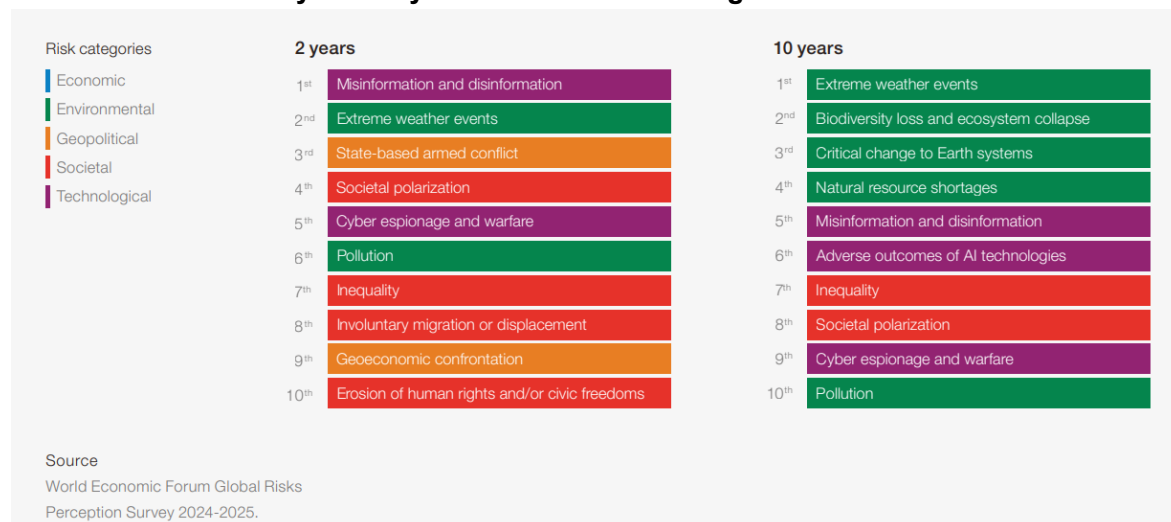 Risk categories
Economic
Environmental
Geopolitical
Societal
Technological
2 years
1st Misinformation and disinformation
2nd Extreme weather events
3rd State-based armed conflict
4th Societal polarization
5th Cyber espionage and warfare
6th Pollution
7th Inequality
8th Involuntary migration or displacement
9th Geoeconomic confrontation
10th Erosion of human rights and/or civic freedoms
10 years
1st Extreme weather events
2nd Biodiversity loss and ecosystem collapse
3rd Critical change to Earth systems
4th Natural resource shortages
5th Misinformation and disinformation
6th Adverse outcomes of AI technologies
7th Inequality
8th Societal polarization
9th Cyber espionage and warfare
10th Pollution
Source
World Economic Forum Global Risks
Perception Survey 2024-2025.